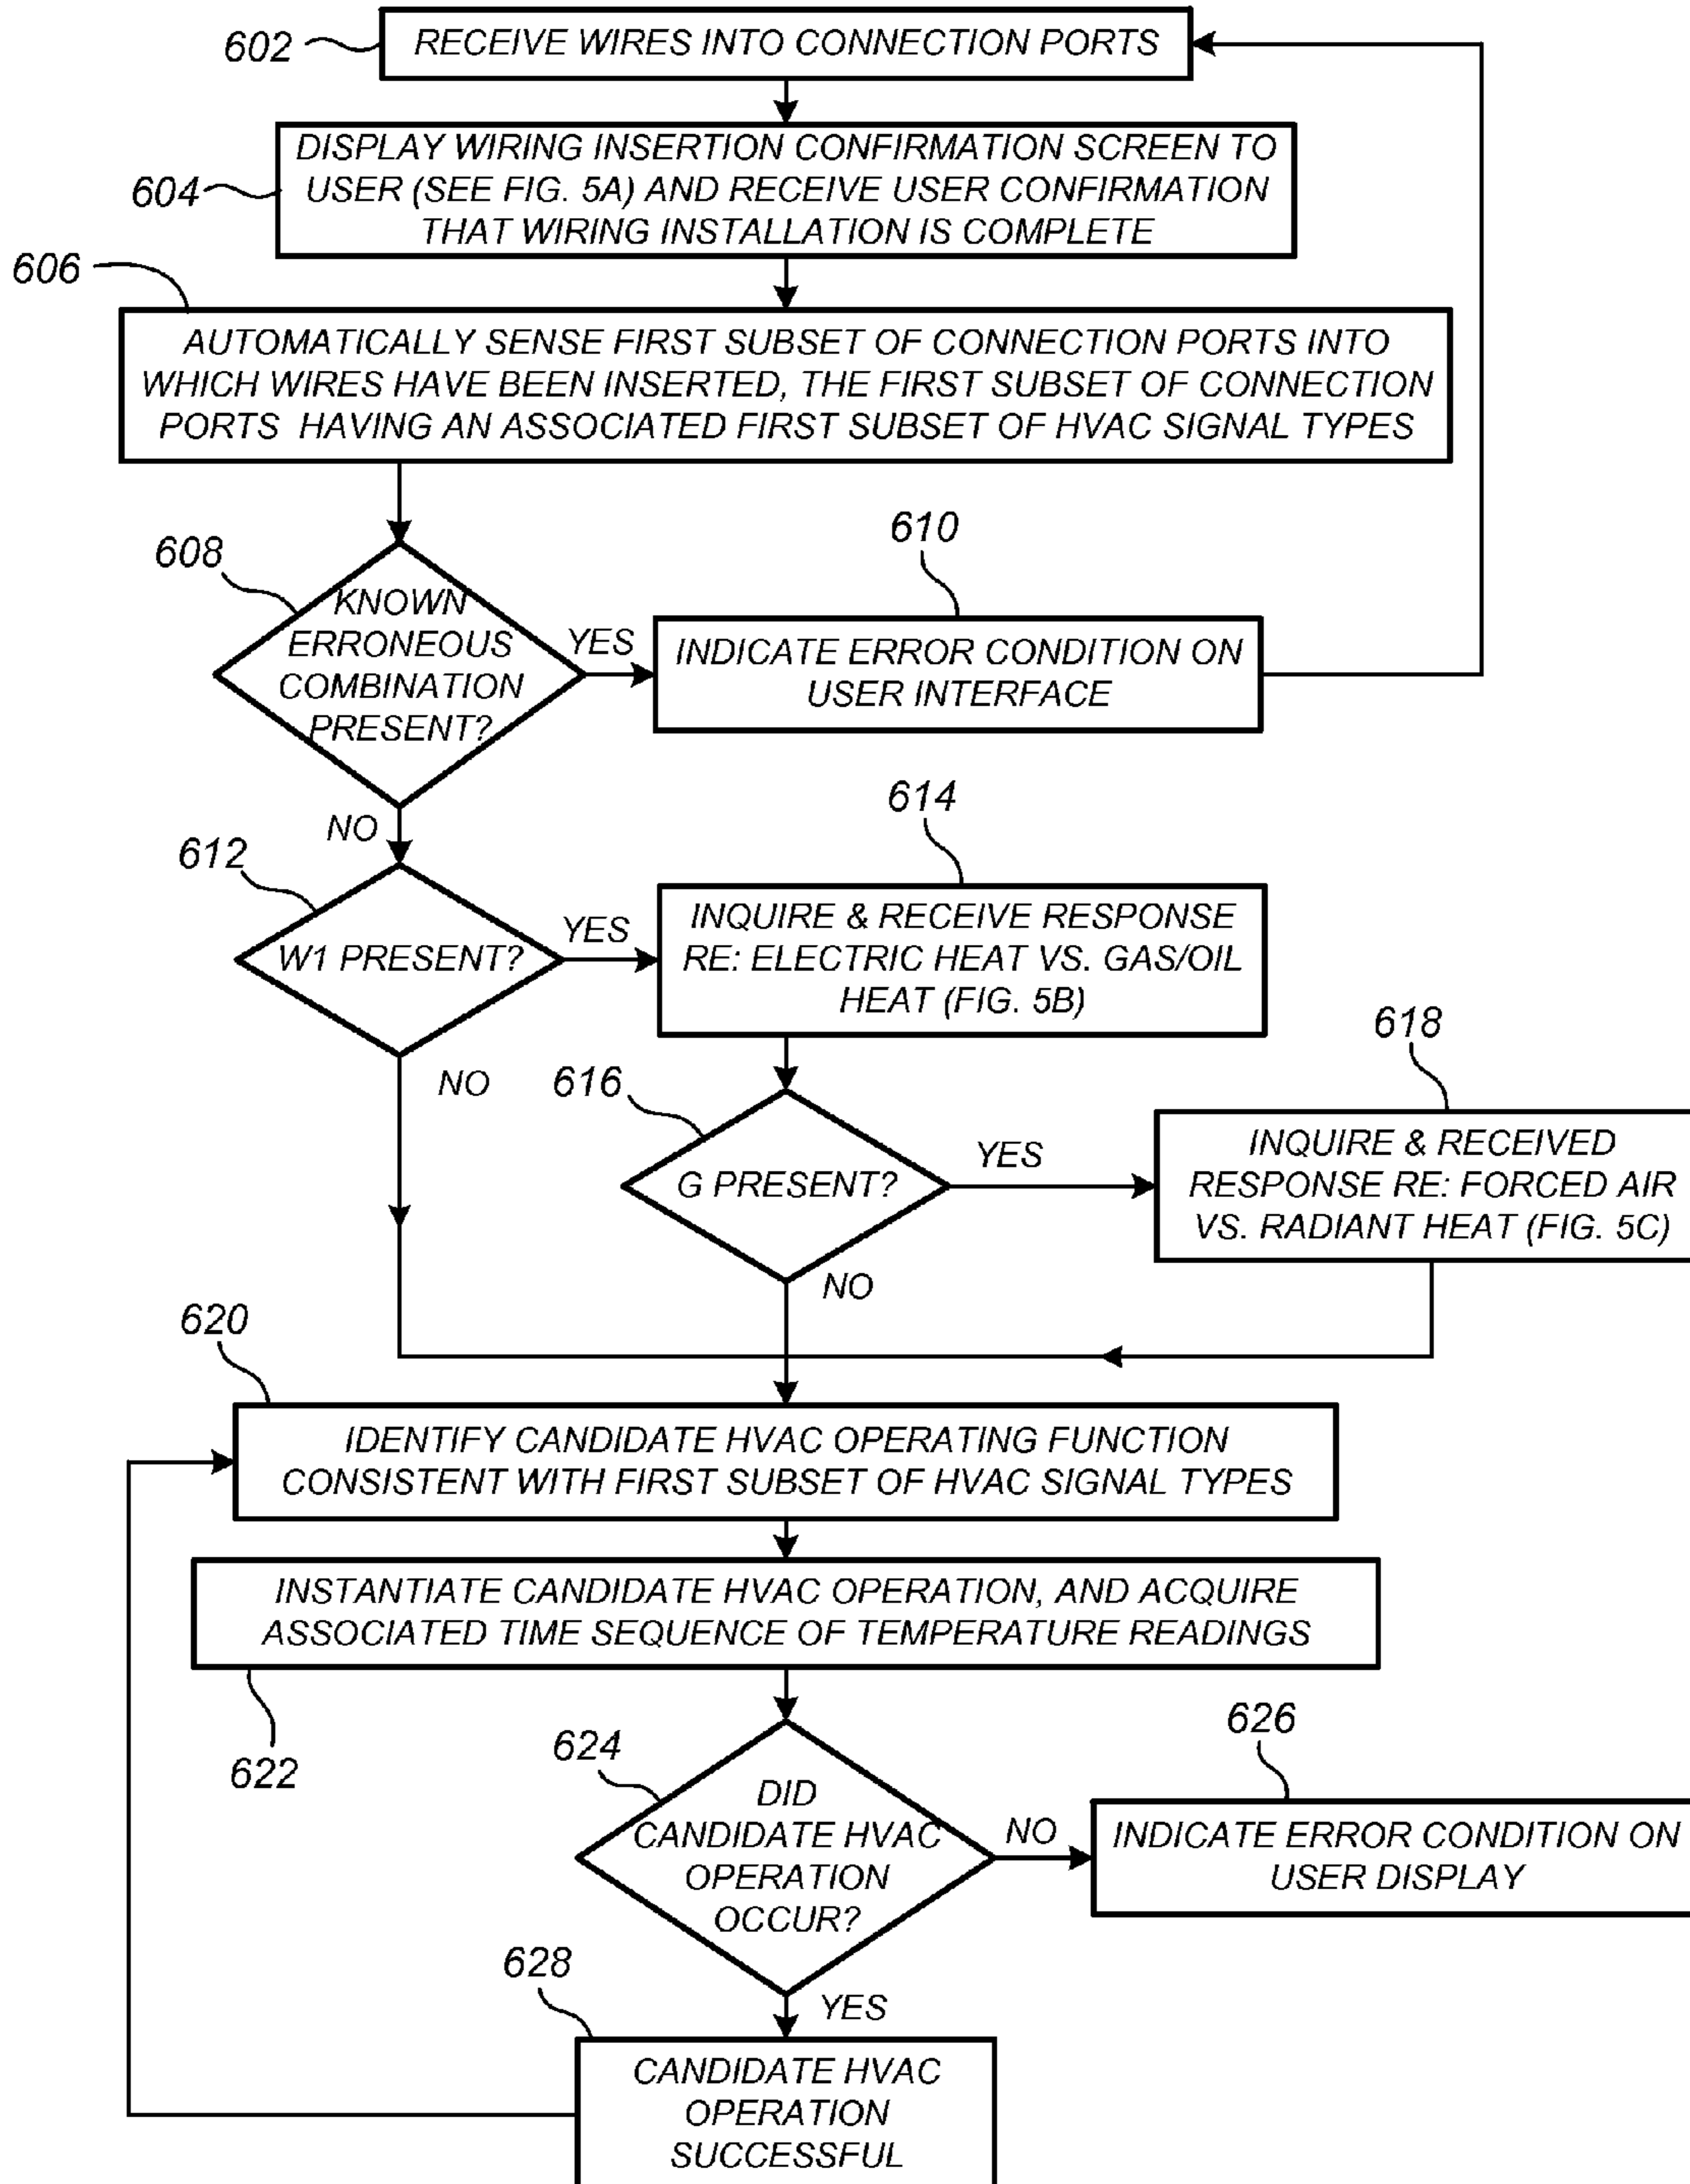 602
RECEIVE WIRES INTO CONNECTION PORTS
604
DISPLAY WIRING INSERTION CONFIRMATION SCREEN TO
USER (SEE FIG. 5A) AND RECEIVE USER CONFIRMATION
THAT WIRING INSTALLATION IS COMPLETE
606
AUTOMATICALLY SENSE FIRST SUBSET OF CONNECTION PORTS INTO
WHICH WIRES HAVE BEEN INSERTED, THE FIRST SUBSET OF CONNECTION
PORTS HAVING AN ASSOCIATED FIRST SUBSET OF HVAC SIGNAL TYPES
608
KNOWN
ERRONEOUS
COMBINATION
PRESENT?
YES
610
INDICATE ERROR CONDITION ON
USER INTERFACE
NO
612
W1 PRESENT?
YES
614
INQUIRE & RECEIVE RESPONSE
RE: ELECTRIC HEAT VS. GAS/OIL
HEAT (FIG. 5B)
NO
616
G PRESENT?
YES
618
INQUIRE & RECEIVED
RESPONSE RE: FORCED AIR
VS. RADIANT HEAT (FIG. 5C)
NO
620
IDENTIFY CANDIDATE HVAC OPERATING FUNCTION
CONSISTENT WITH FIRST SUBSET OF HVAC SIGNAL TYPES
INSTANTIATE CANDIDATE HVAC OPERATION, AND ACQUIRE
ASSOCIATED TIME SEQUENCE OF TEMPERATURE READINGS
622
624
DID
CANDIDATE HVAC
OPERATION
OCCUR?
NO
626
INDICATE ERROR CONDITION ON
USER DISPLAY
YES
628
CANDIDATE HVAC
OPERATION
SUCCESSFUL